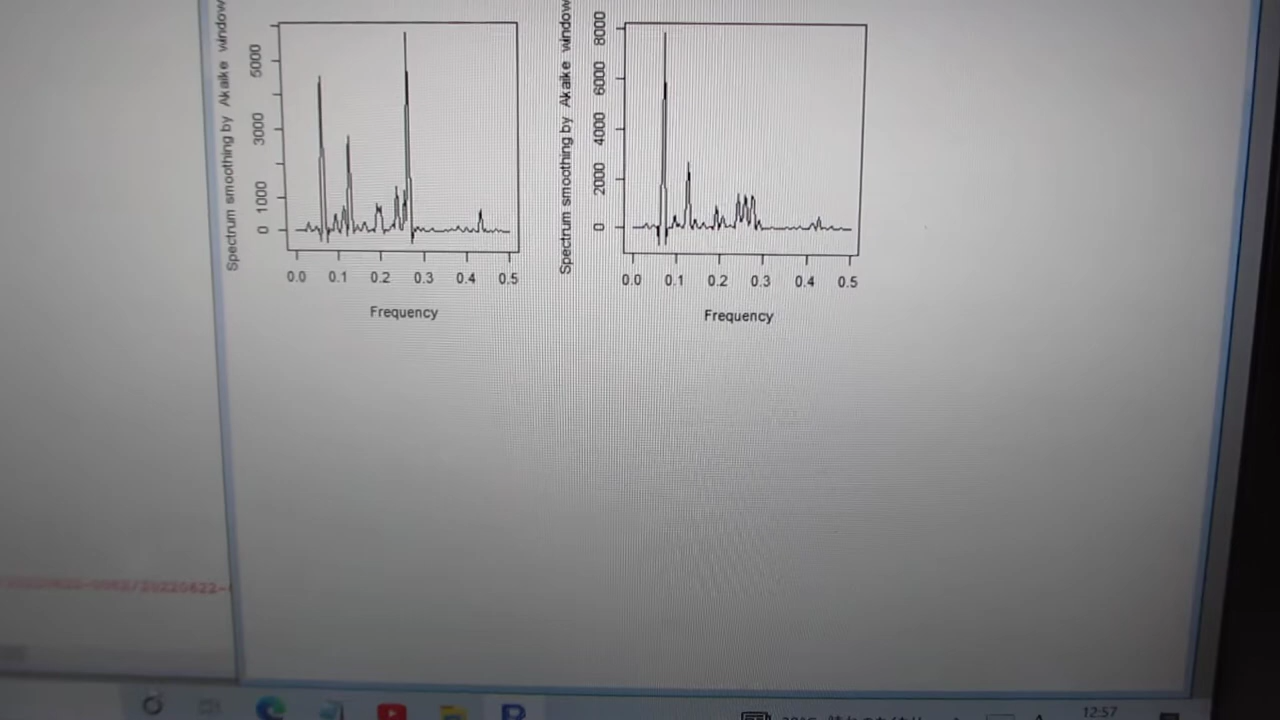 Spectrum smoothing by Akaike window
5000
3000
1000
0
0.0 0.1 0.2 0.3 0.4 0.5
Frequency
Spectrum smoothing by Akaike window
8000
6000
4000
2000
0
0.0 0.1 0.2 0.3 0.4 0.5
Frequency
12:57